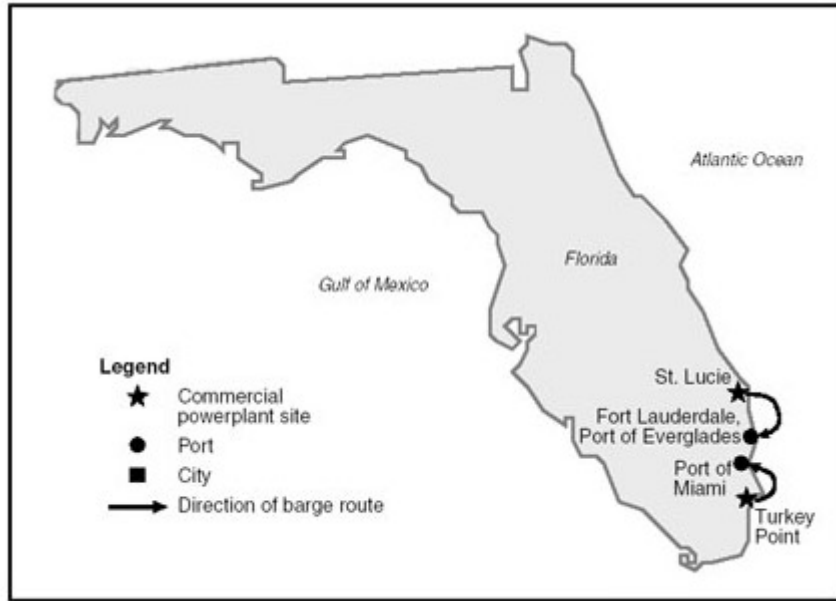 Atlantic Ocean
Florida
Gulf of Mexico
St. Lucie
Fort Lauderdale,
Port of Everglades
Port of
Miami
Turkey
Point
Legend
Commercial
powerplant site
Port
City
Direction of barge route